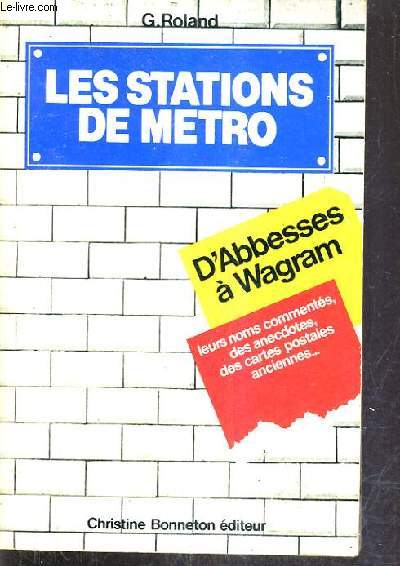 le-livre.com
G. Roland
LES STATIONS
DE METRO
D'Abbesses
à Wagram
leurs noms commentés,
des anecdotes,
des cartes postales
anciennes...
Christine Bonneton éditeur